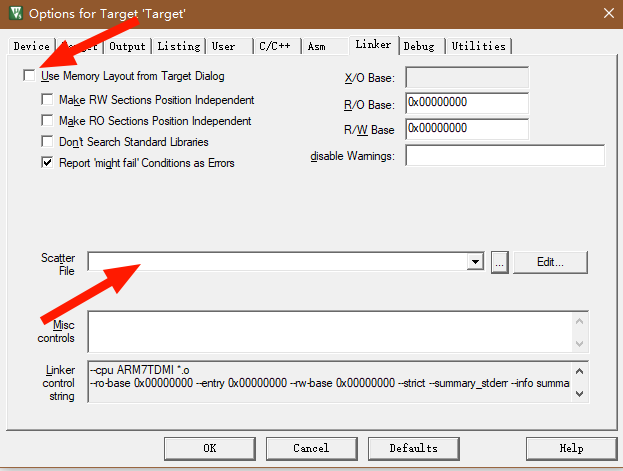 Options for Target 'Target'
Device
Output
Listing
User
C/C++
Asm
Linker
Debug
Utilities
Use Memory Layout from Target Dialog
Make RW Sections Position Independent
Make RO Sections Position Independent
Don't Search Standard Libraries
Report 'might fail' Conditions as Errors
X/O Base:
R/O Base:
0x00000000
R/W Base
0x00000000
disable Warnings:
Scatter
File
...
Edit...
Misc
controls
Linker
control
string
--cpu ARM7TDMI *.o
--ro-base 0x00000000 --entry 0x00000000 --rw-base 0x00000000 --strict --summary_stderr --info summa
OK
Cancel
Defaults
Help